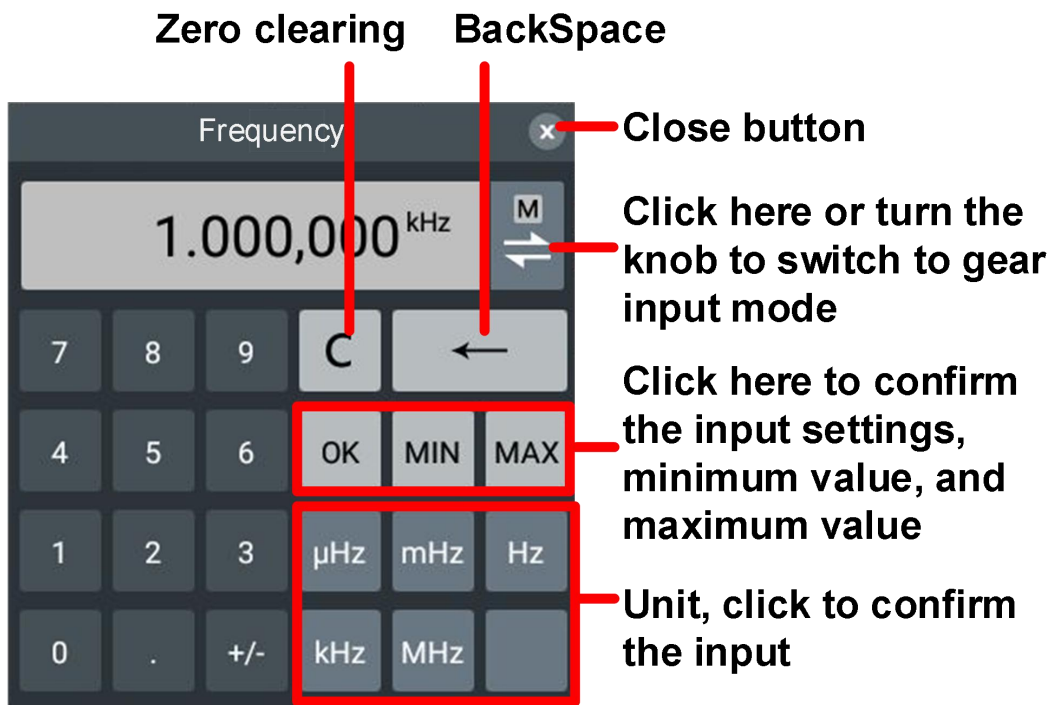 Zero clearing BackSpace
Frequency x
Close button
1.000,000 kHz M
Click here or turn the
knob to switch to gear
input mode
7 8 9 C ←
Click here to confirm
the input settings,
minimum value, and
maximum value
4 5 6 OK MIN MAX
1 2 3 µHz mHz Hz
Unit, click to confirm
the input
0 . +/- kHz MHz